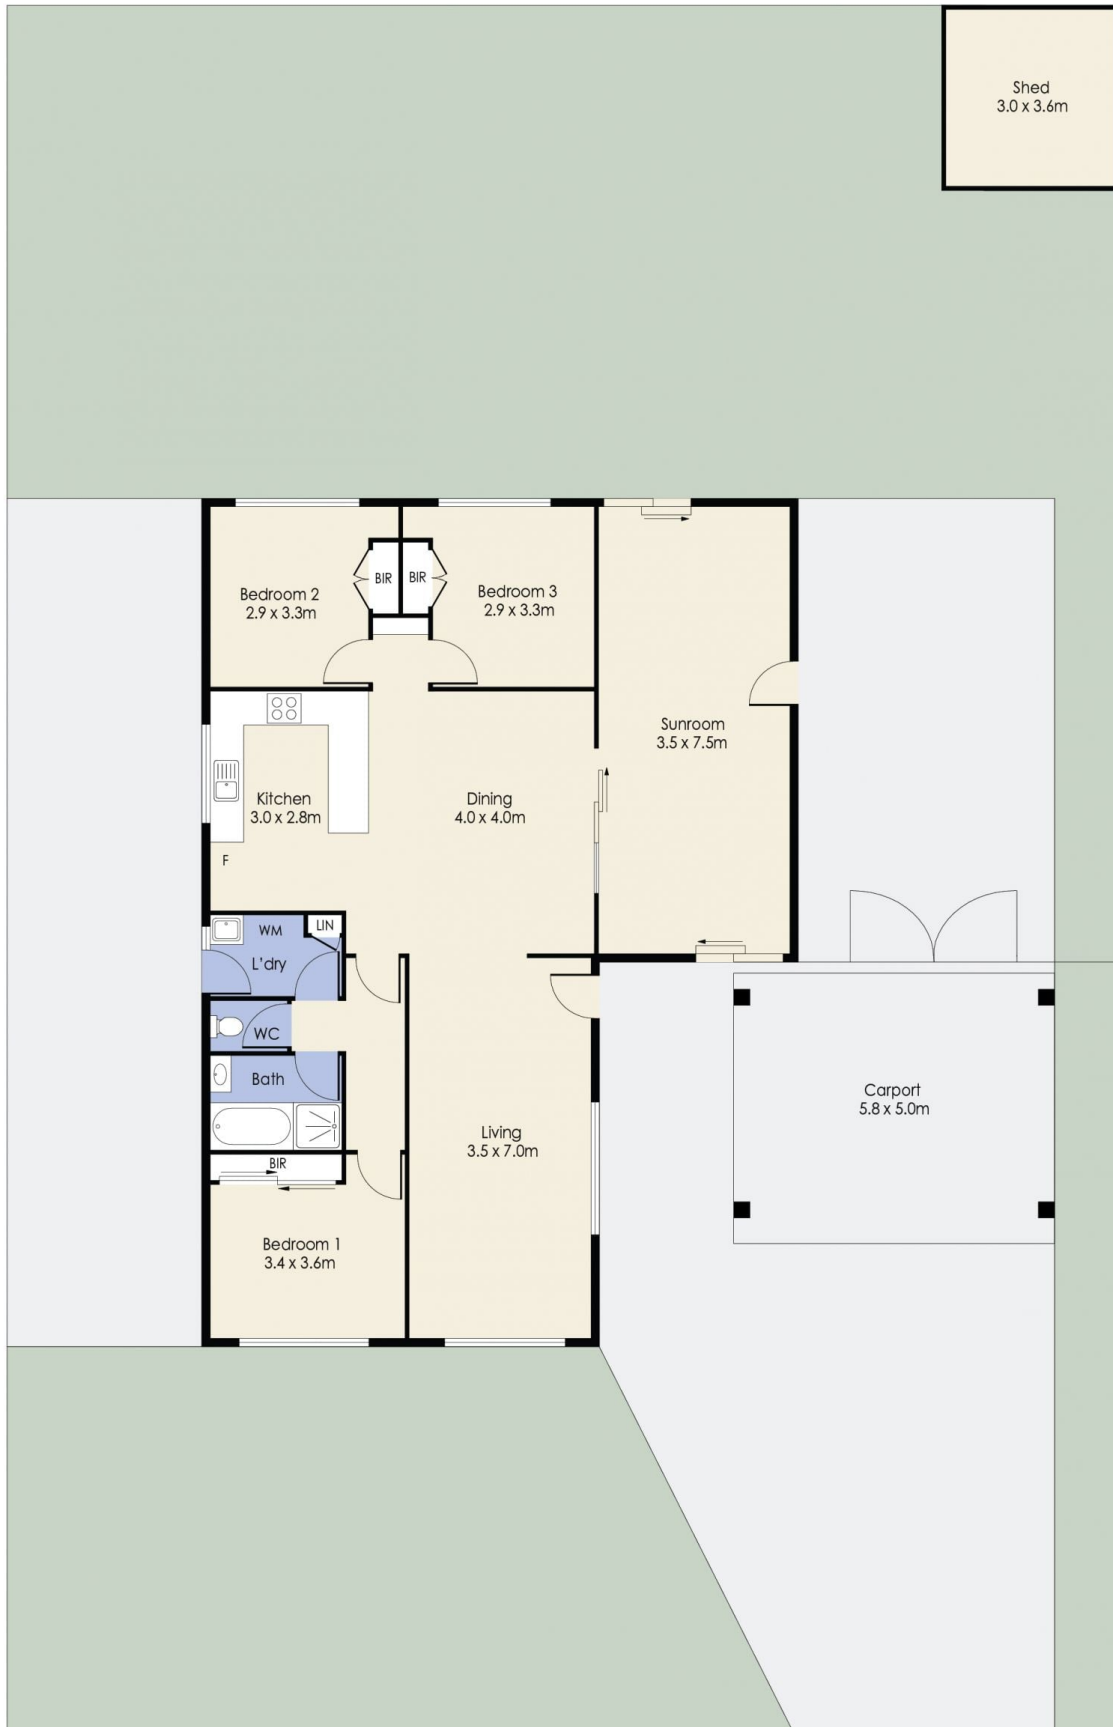 Shed
3.0 x 3.6m
BIR
BIR
Bedroom 2
2.9 x 3.3m
Bedroom 3
2.9 x 3.3m
Sunroom
3.5 x 7.5m
Kitchen
3.0 x 2.8m
Dining
4.0 x 4.0m
F
LIN
WM
L'dry
WC
Bath
Carport
5.8 x 5.0m
Living
3.5 x 7.0m
BIR
Bedroom 1
3.4 x 3.6m